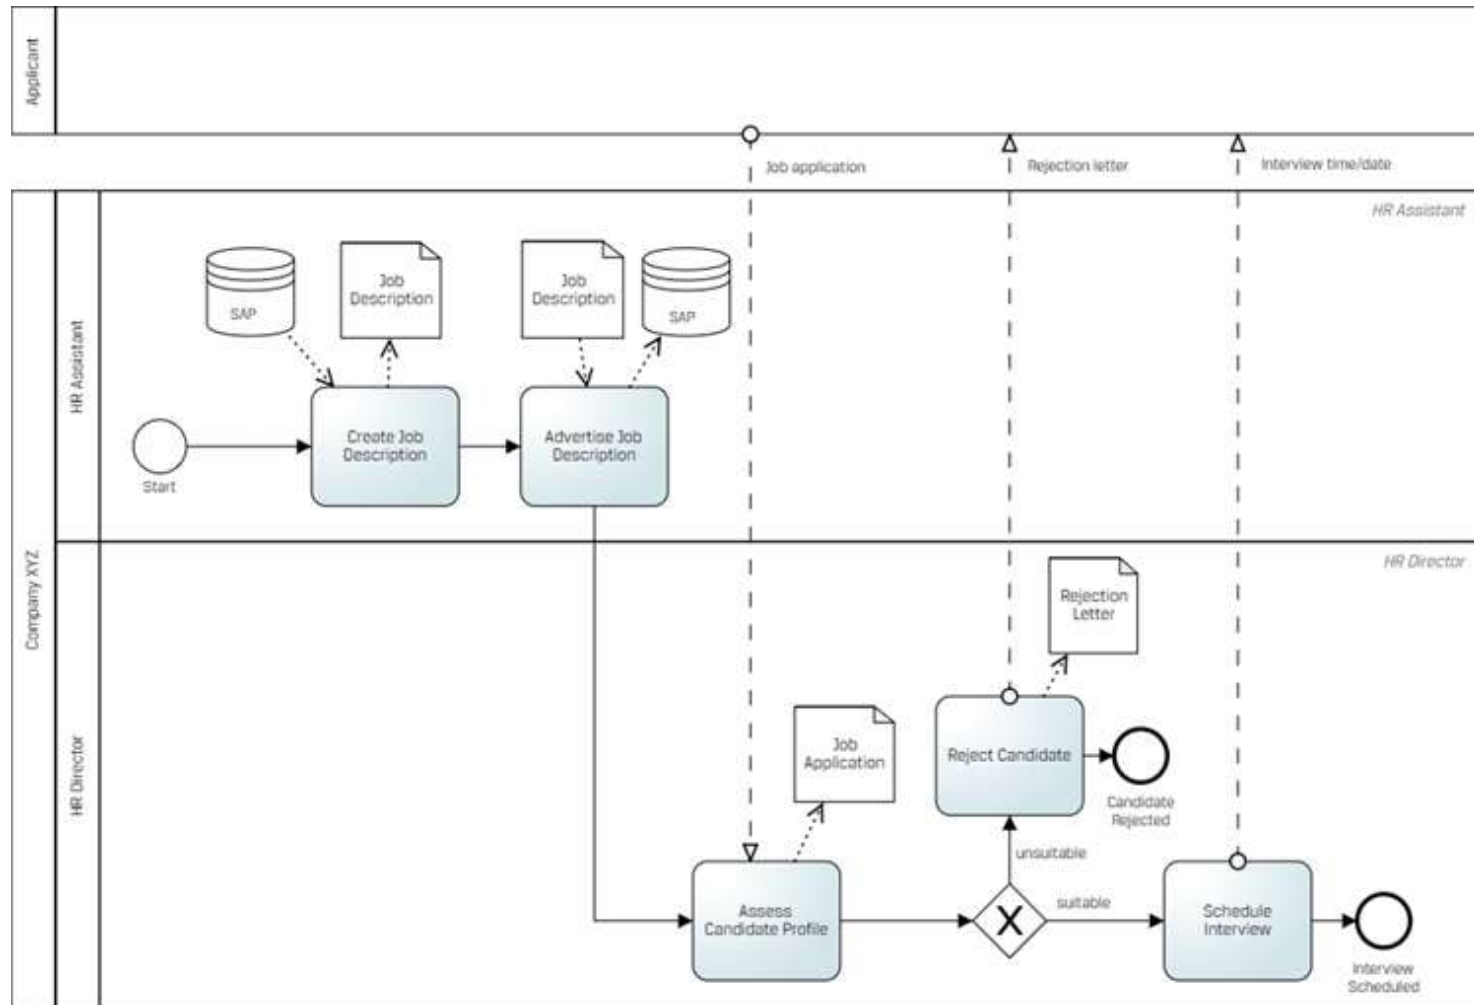 Applicant
Job application
Rejection letter
Interview time/date
Company XYZ
HR Assistant
HR Assistant
SAP
Job
Description
Job
Description
SAP
Start
Create Job
Description
Advertise Job
Description
HR Director
HR Director
Rejection
Letter
Job
Application
Reject Candidate
Candidate
Rejected
unsuitable
Assess
Candidate Profile
X
suitable
Schedule
Interview
Interview
Scheduled